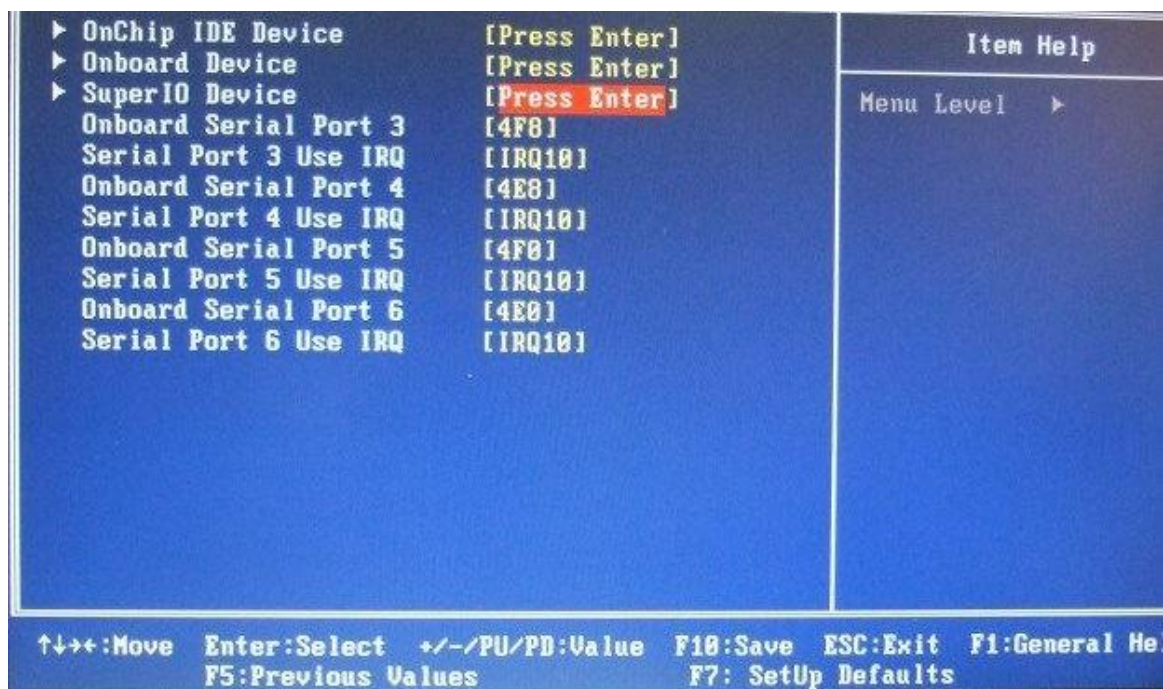 ▶ OnChip IDE Device [Press Enter]
▶ Onboard Device [Press Enter]
▶ SuperIO Device [Press Enter]
Onboard Serial Port 3 [4F8]
Serial Port 3 Use IRQ [IRQ10]
Onboard Serial Port 4 [4E8]
Serial Port 4 Use IRQ [IRQ10]
Onboard Serial Port 5 [4F0]
Serial Port 5 Use IRQ [IRQ10]
Onboard Serial Port 6 [4E0]
Serial Port 6 Use IRQ [IRQ10]
Item Help
Menu Level ▶
↑↓→←:Move Enter:Select +/-/PU/PD:Value F10:Save ESC:Exit F1:General He
F5:Previous Values F7: SetUp Defaults